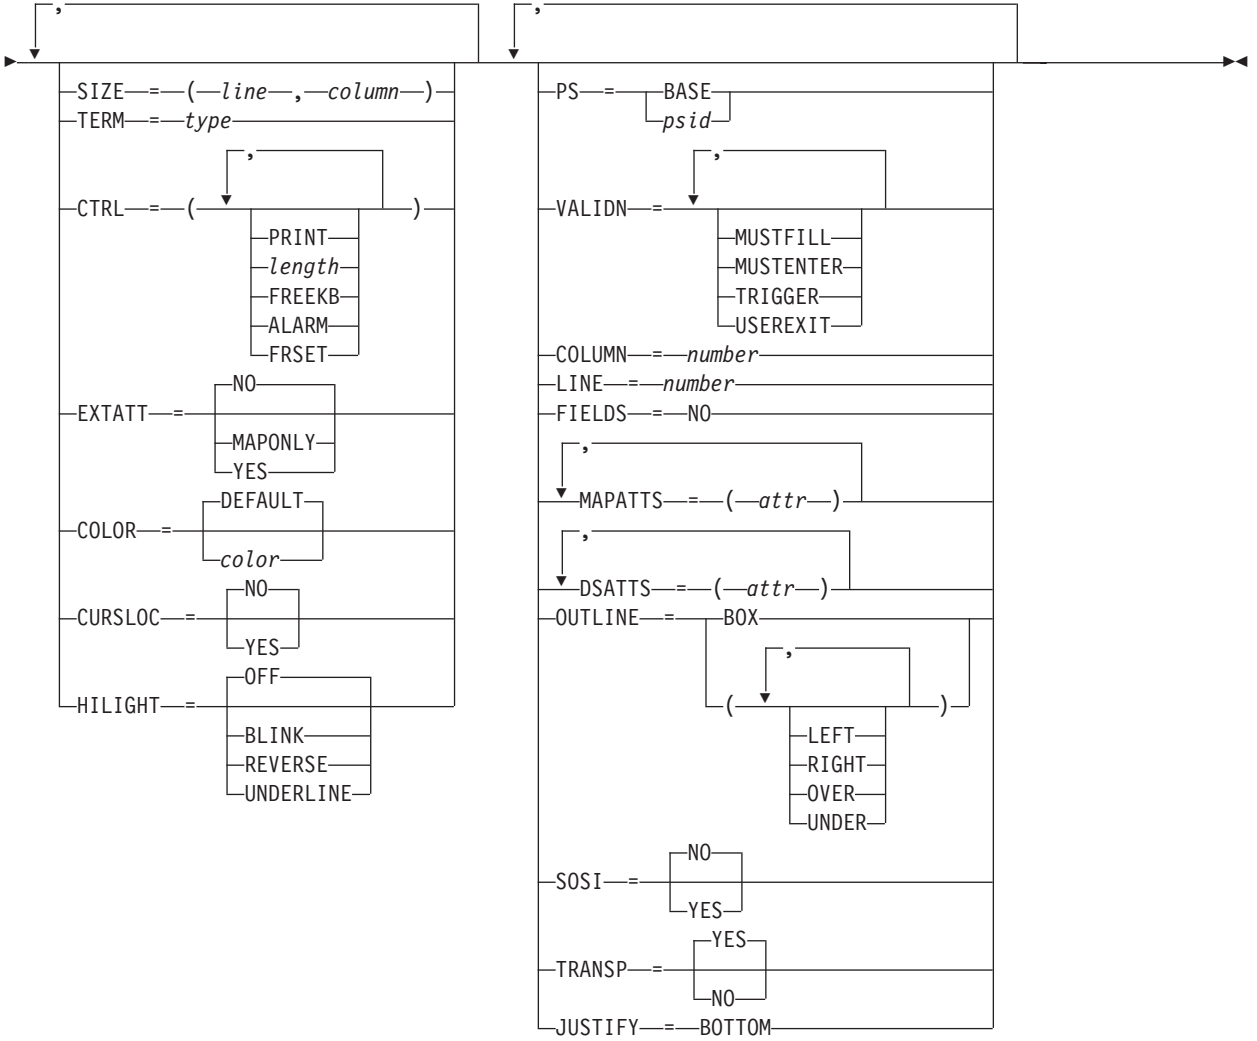 , ,
SIZE = ( line , column )
TERM = type
,
CTRL = ( )
PRINT
length
FREEKB
ALARM
FRSET
EXTATT = NO
MAPONLY
YES
COLOR = DEFAULT
color
CURSLOC = NO
YES
HILIGHT = OFF
BLINK
REVERSE
UNDERLINE
PS = BASE
psid
,
VALIDN =
MUSTFILL
MUSTENTER
TRIGGER
USEREXIT
COLUMN = number
LINE = number
FIELDS = NO
,
MAPATTS = ( attr )
,
DSATTS = ( attr )
OUTLINE = BOX
,
( )
LEFT
RIGHT
OVER
UNDER
SOSI = NO
YES
TRANSP = YES
NO
JUSTIFY = BOTTOM